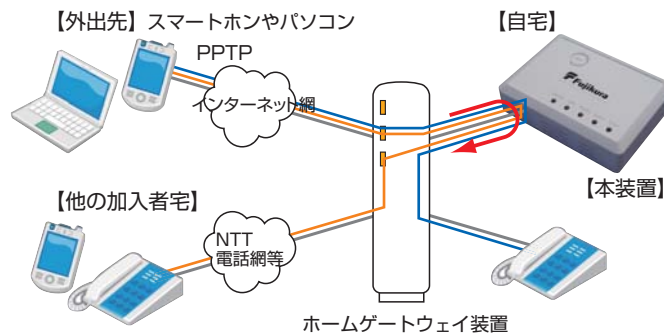 【外出先】スマートホンやパソコン
【自宅】
PPTP
インターネット網
Fujikura
【本装置】
【他の加入者宅】
NTT
電話網等
ホームゲートウェイ装置